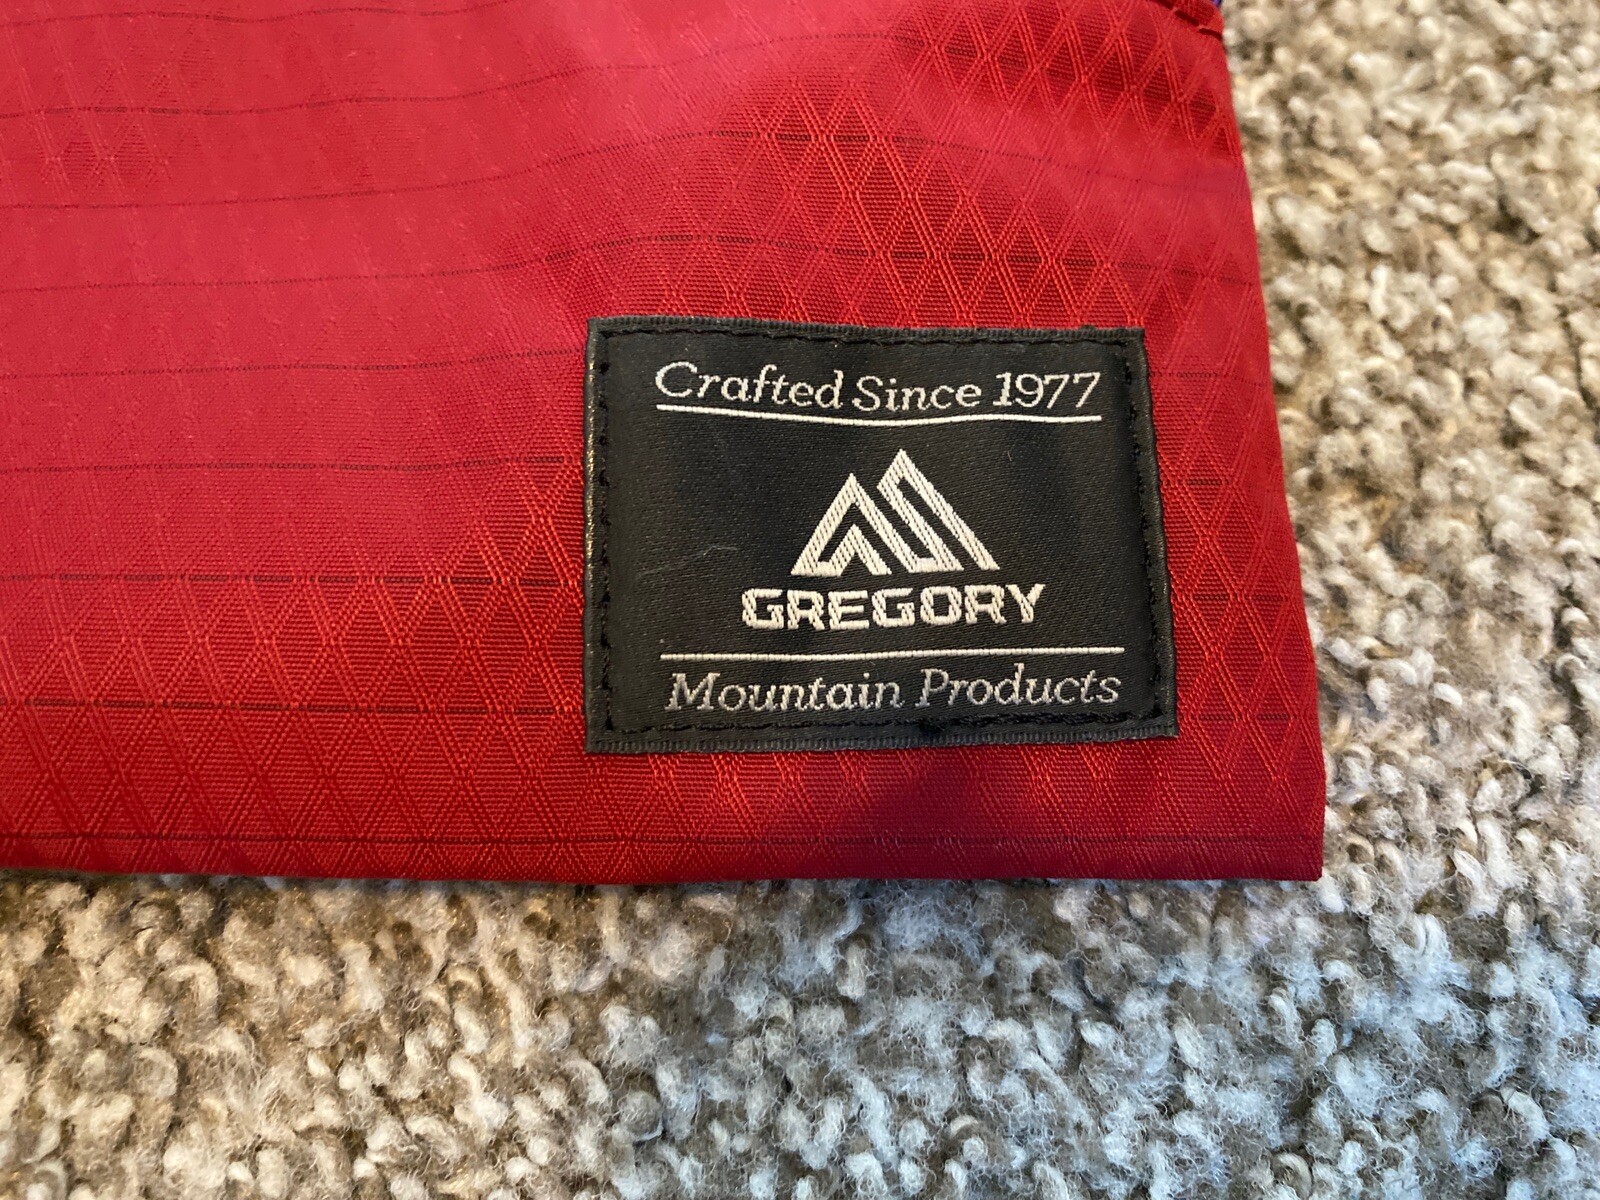 Crafted Since 1977
GREGORY
Mountain Products